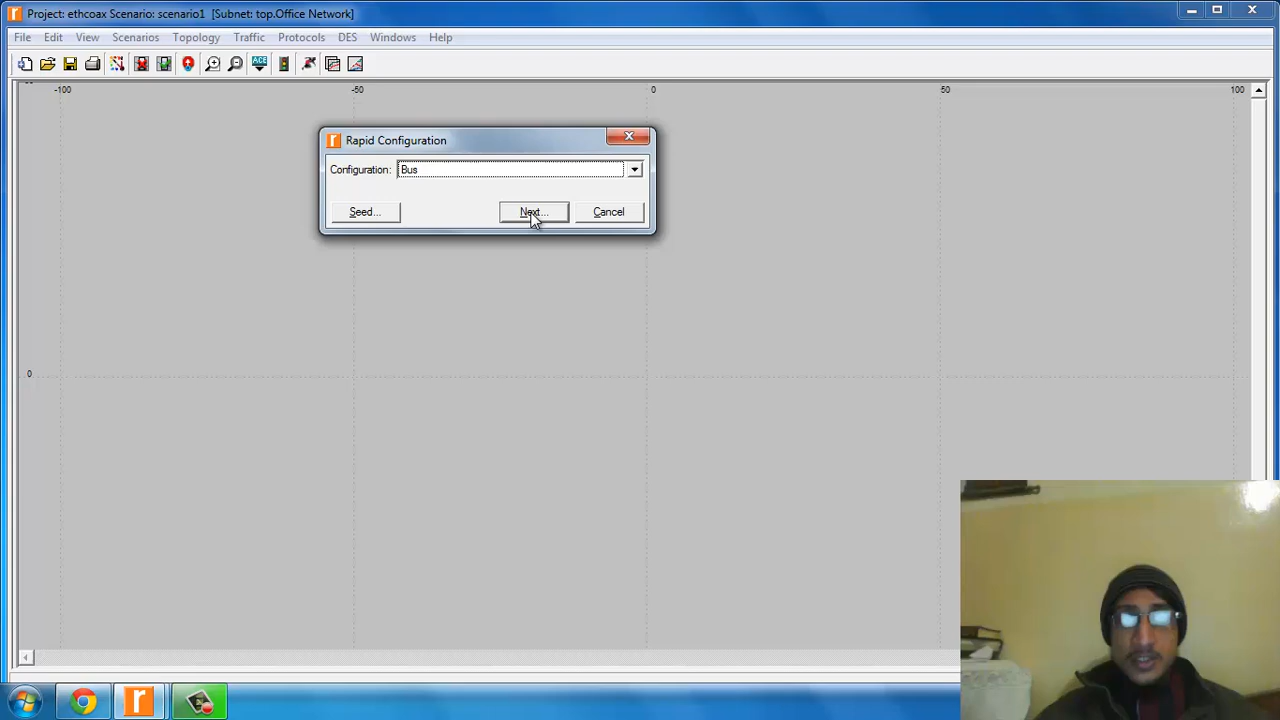 Project: ethcoax Scenario: scenario1 [Subnet: top.Office Network]
File Edit View Scenarios Topology Traffic Protocols DES Windows Help
ACE
-100 -50 0 50 100
Rapid Configuration
Configuration: Bus
Seed... Next... Cancel
0